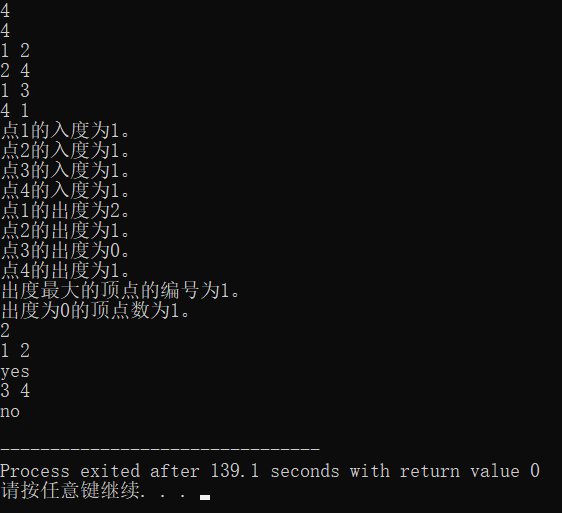 4
4
1 2
2 4
1 3
4 1
点1的入度为1。
点2的入度为1。
点3的入度为1。
点4的入度为1。
点1的出度为2。
点2的出度为1。
点3的出度为0。
点4的出度为1。
出度最大的顶点的编号为1。
出度为0的顶点数为1。
2
1 2
yes
3 4
no
--------------------------------
Process exited after 139.1 seconds with return value 0
请按任意键继续. . .